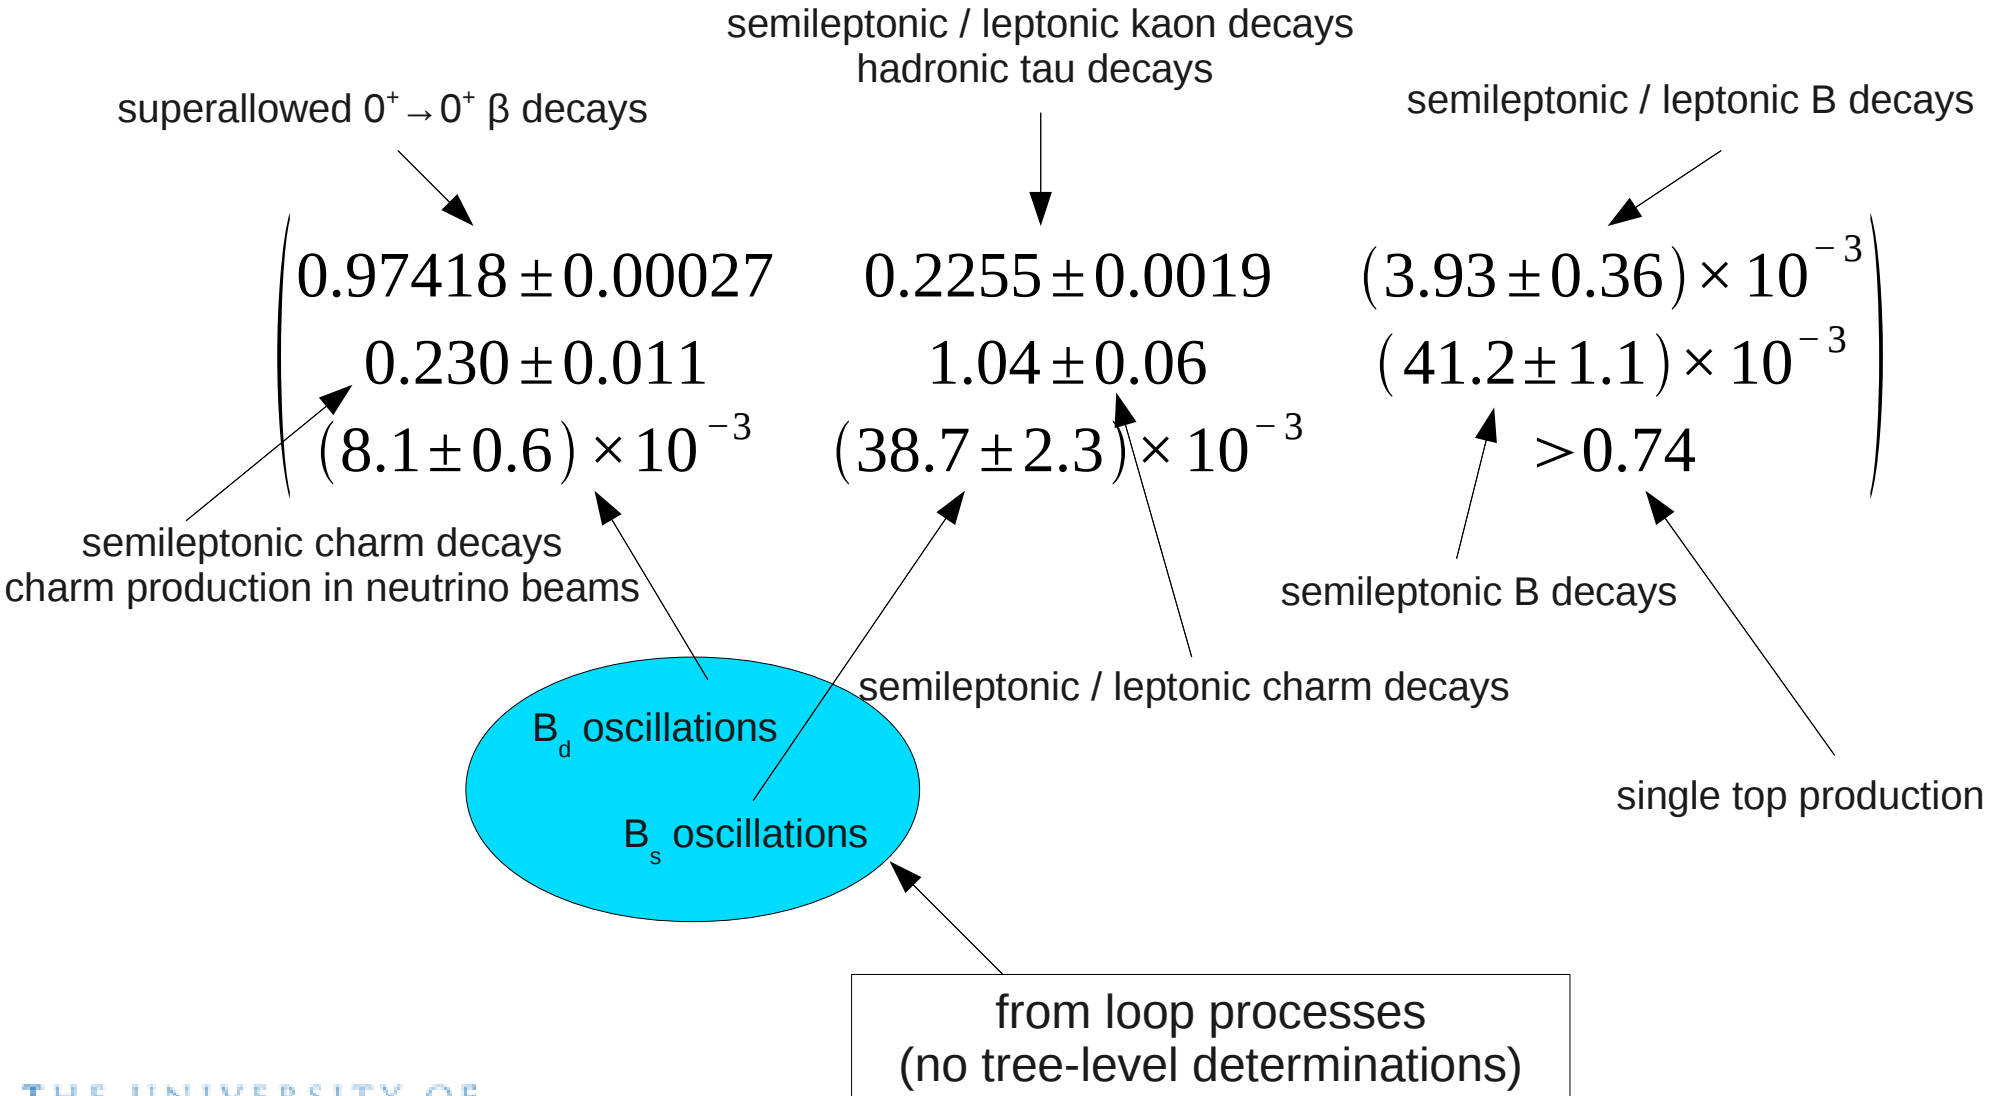 semileptonic / leptonic kaon decays
hadronic tau decays
superallowed 0⁺→0⁺ β decays
semileptonic / leptonic B decays
0.97418 ± 0.00027 0.2255 ± 0.0019 (3.93 ± 0.36) × 10⁻³
0.230 ± 0.011 1.04 ± 0.06 (41.2 ± 1.1) × 10⁻³
(8.1 ± 0.6) × 10⁻³ (38.7 ± 2.3) × 10⁻³ >0.74
semileptonic charm decays
charm production in neutrino beams
semileptonic B decays
semileptonic / leptonic charm decays
B_d oscillations
single top production
B_s oscillations
from loop processes
(no tree-level determinations)
THE UNIVERSITY OF